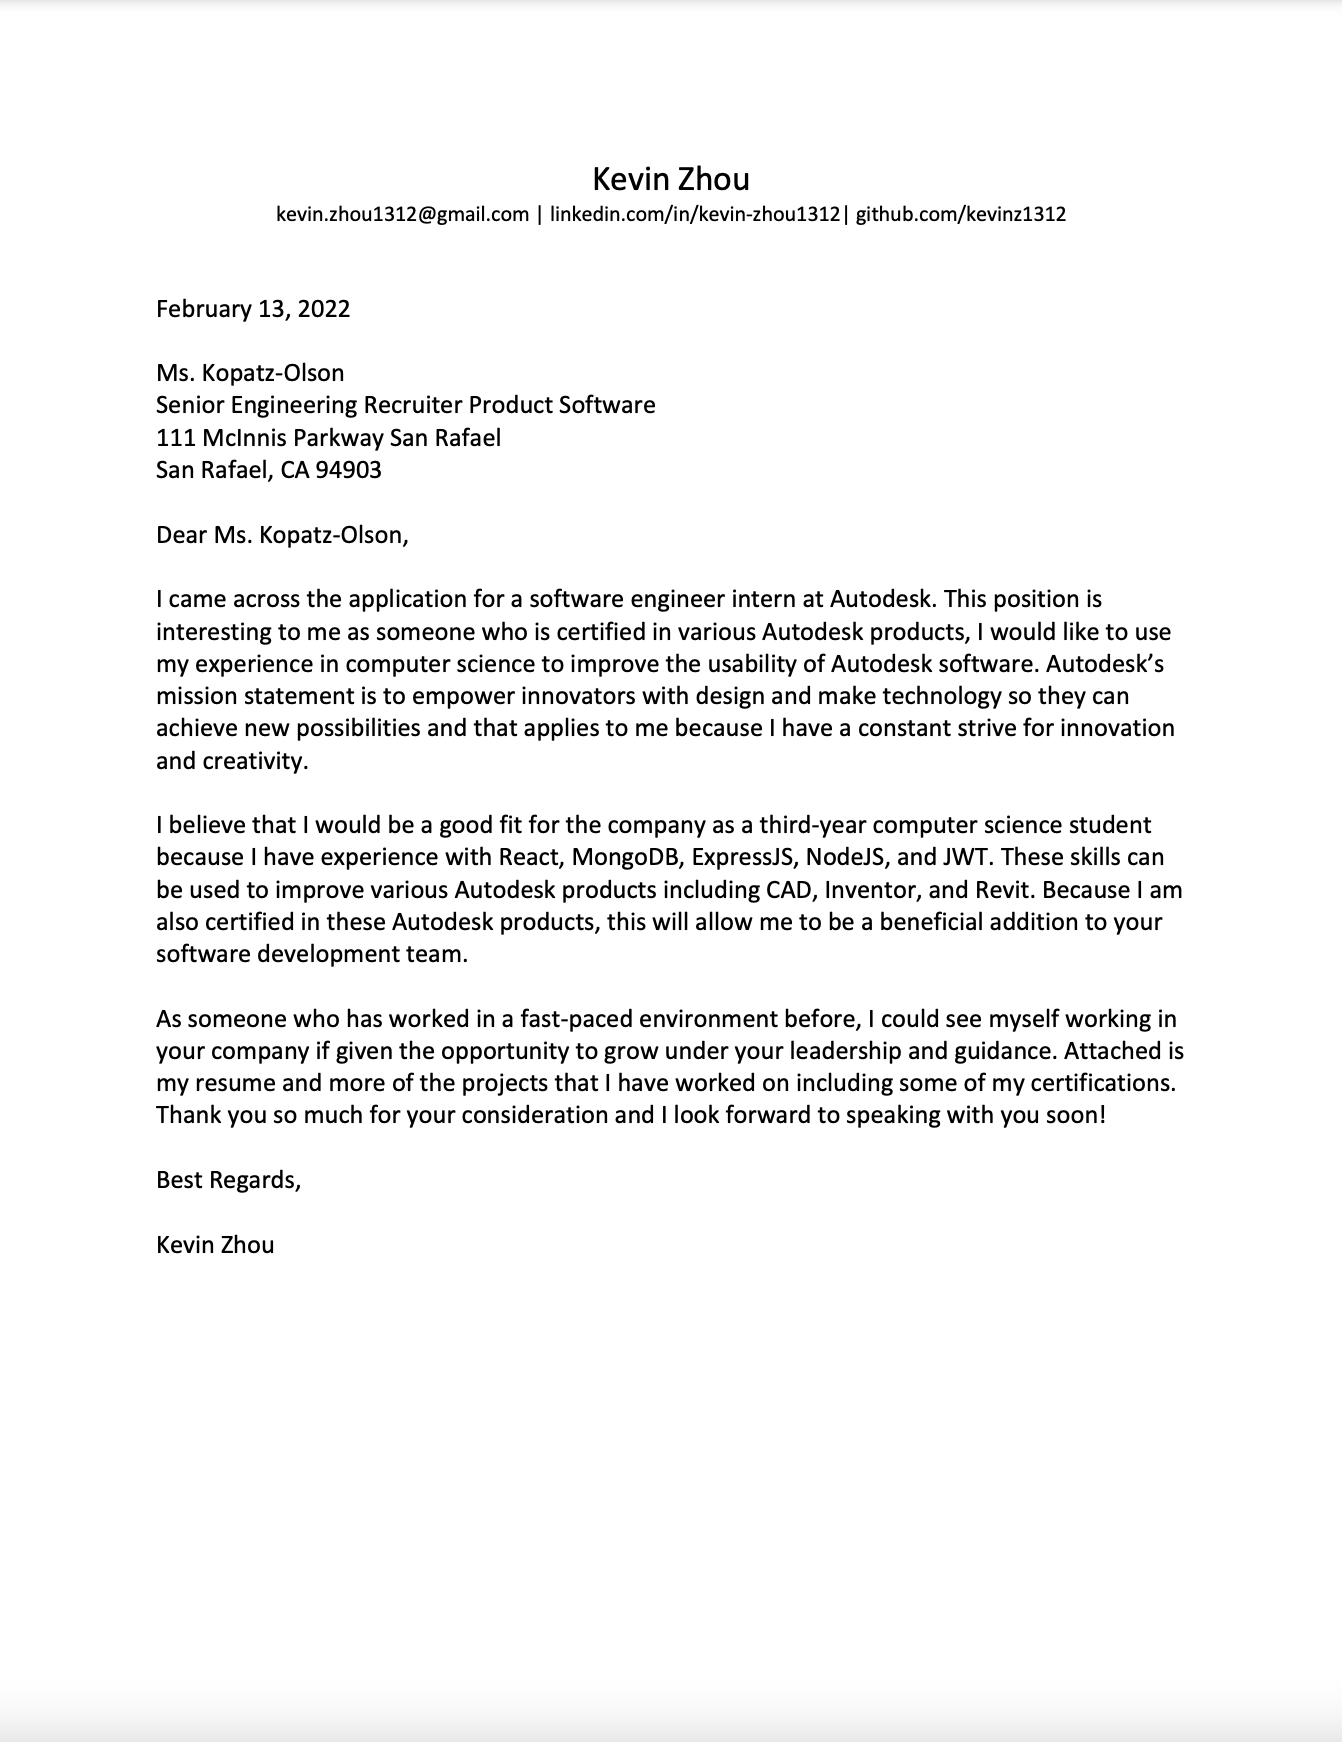 Kevin Zhou
kevin.zhou1312@gmail.com | linkedin.com/in/kevin-zhou1312| github.com/kevinz1312
February 13, 2022
Ms. Kopatz-Olson
Senior Engineering Recruiter Product Software
111 McInnis Parkway San Rafael
San Rafael, CA 94903
Dear Ms. Kopatz-Olson,
I came across the application for a software engineer intern at Autodesk. This position is
interesting to me as someone who is certified in various Autodesk products, I would like to use
my experience in computer science to improve the usability of Autodesk software. Autodesk’s
mission statement is to empower innovators with design and make technology so they can
achieve new possibilities and that applies to me because I have a constant strive for innovation
and creativity.
I believe that I would be a good fit for the company as a third-year computer science student
because I have experience with React, MongoDB, ExpressJS, NodeJS, and JWT. These skills can
be used to improve various Autodesk products including CAD, Inventor, and Revit. Because I am
also certified in these Autodesk products, this will allow me to be a beneficial addition to your
software development team.
As someone who has worked in a fast-paced environment before, I could see myself working in
your company if given the opportunity to grow under your leadership and guidance. Attached is
my resume and more of the projects that I have worked on including some of my certifications.
Thank you so much for your consideration and I look forward to speaking with you soon!
Best Regards,
Kevin Zhou